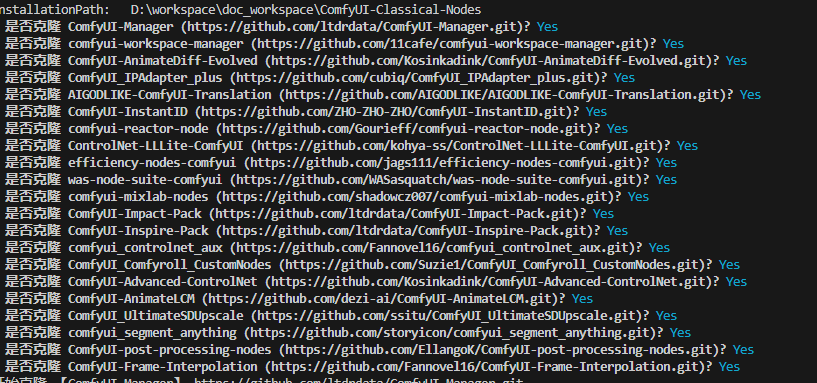 nstallationPath:   D:\workspace\doc_workspace\ComfyUI-Classical-Nodes
是否克隆 ComfyUI-Manager (https://github.com/ltdrdata/ComfyUI-Manager.git)? Yes
是否克隆 comfyui-workspace-manager (https://github.com/11cafe/comfyui-workspace-manager.git)? Yes
是否克隆 ComfyUI-AnimateDiff-Evolved (https://github.com/Kosinkadink/ComfyUI-AnimateDiff-Evolved.git)? Yes
是否克隆 ComfyUI_IPAdapter_plus (https://github.com/cubiq/ComfyUI_IPAdapter_plus.git)? Yes
是否克隆 AIGODLIKE-ComfyUI-Translation (https://github.com/AIGODLIKE/AIGODLIKE-ComfyUI-Translation.git)? Yes
是否克隆 ComfyUI-InstantID (https://github.com/ZHO-ZHO-ZHO/ComfyUI-InstantID.git)? Yes
是否克隆 comfyui-reactor-node (https://github.com/Gourieff/comfyui-reactor-node.git)? Yes
是否克隆 ControlNet-LLLite-ComfyUI (https://github.com/kohya-ss/ControlNet-LLLite-ComfyUI.git)? Yes
是否克隆 efficiency-nodes-comfyui (https://github.com/jags111/efficiency-nodes-comfyui.git)? Yes
是否克隆 was-node-suite-comfyui (https://github.com/WASasquatch/was-node-suite-comfyui.git)? Yes
是否克隆 comfyui-mixlab-nodes (https://github.com/shadowcz007/comfyui-mixlab-nodes.git)? Yes
是否克隆 ComfyUI-Impact-Pack (https://github.com/ltdrdata/ComfyUI-Impact-Pack.git)? Yes
是否克隆 ComfyUI-Inspire-Pack (https://github.com/ltdrdata/ComfyUI-Inspire-Pack.git)? Yes
是否克隆 comfyui_controlnet_aux (https://github.com/Fannovel16/comfyui_controlnet_aux.git)? Yes
是否克隆 ComfyUI_Comfyroll_CustomNodes (https://github.com/Suzie1/ComfyUI_Comfyroll_CustomNodes.git)? Yes
是否克隆 ComfyUI-Advanced-ControlNet (https://github.com/Kosinkadink/ComfyUI-Advanced-ControlNet.git)? Yes
是否克隆 ComfyUI-AnimateLCM (https://github.com/dezi-ai/ComfyUI-AnimateLCM.git)? Yes
是否克隆 ComfyUI_UltimateSDUpscale (https://github.com/ssitu/ComfyUI_UltimateSDUpscale.git)? Yes
是否克隆 comfyui_segment_anything (https://github.com/storyicon/comfyui_segment_anything.git)? Yes
是否克隆 ComfyUI-post-processing-nodes (https://github.com/EllangoK/ComfyUI-post-processing-nodes.git)? Yes
是否克隆 ComfyUI-Frame-Interpolation (https://github.com/Fannovel16/ComfyUI-Frame-Interpolation.git)? Yes
开始克隆 【ComfyUI-Manager】 https://github.com/ltdrdata/ComfyUI-Manager.git